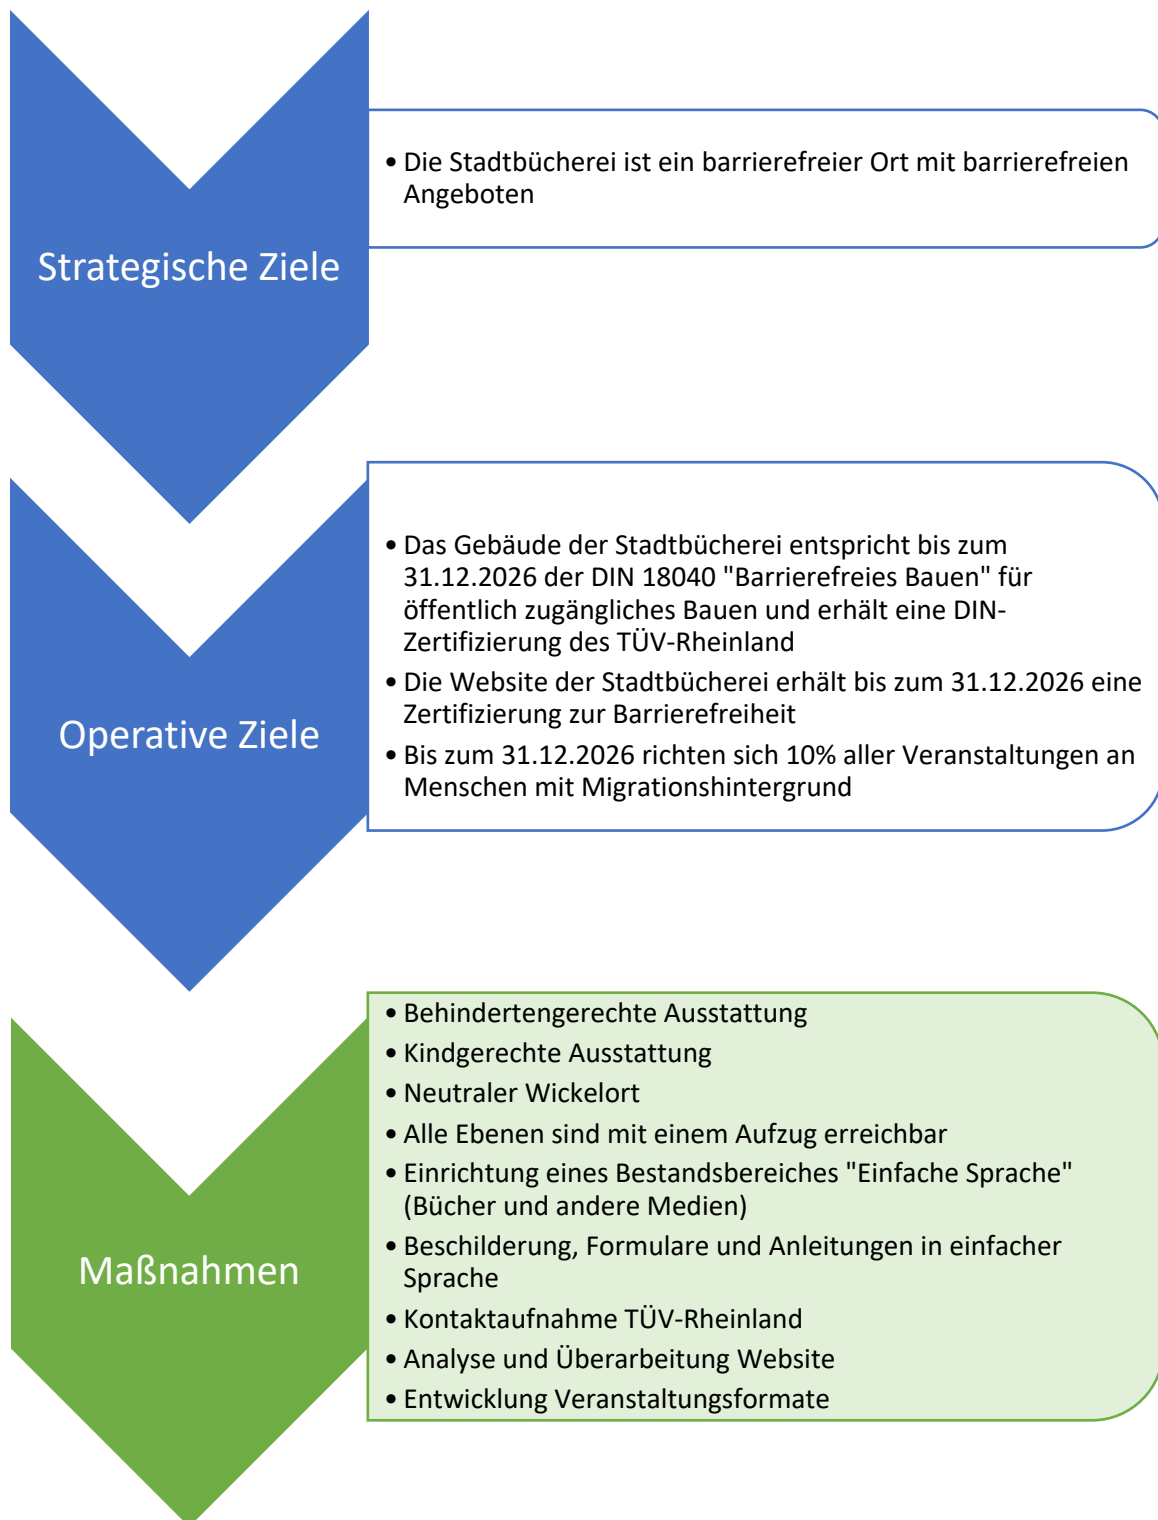 Strategische Ziele
• Die Stadtbücherei ist ein barrierefreier Ort mit barrierefreien
Angeboten
Operative Ziele
• Das Gebäude der Stadtbücherei entspricht bis zum
31.12.2026 der DIN 18040 "Barrierefreies Bauen" für
öffentlich zugängliches Bauen und erhält eine DIN-
Zertifizierung des TÜV-Rheinland
• Die Website der Stadtbücherei erhält bis zum 31.12.2026 eine
Zertifizierung zur Barrierefreiheit
• Bis zum 31.12.2026 richten sich 10% aller Veranstaltungen an
Menschen mit Migrationshintergrund
Maßnahmen
• Behindertengerechte Ausstattung
• Kindgerechte Ausstattung
• Neutraler Wickelort
• Alle Ebenen sind mit einem Aufzug erreichbar
• Einrichtung eines Bestandsbereiches "Einfache Sprache"
(Bücher und andere Medien)
• Beschilderung, Formulare und Anleitungen in einfacher
Sprache
• Kontaktaufnahme TÜV-Rheinland
• Analyse und Überarbeitung Website
• Entwicklung Veranstaltungsformate